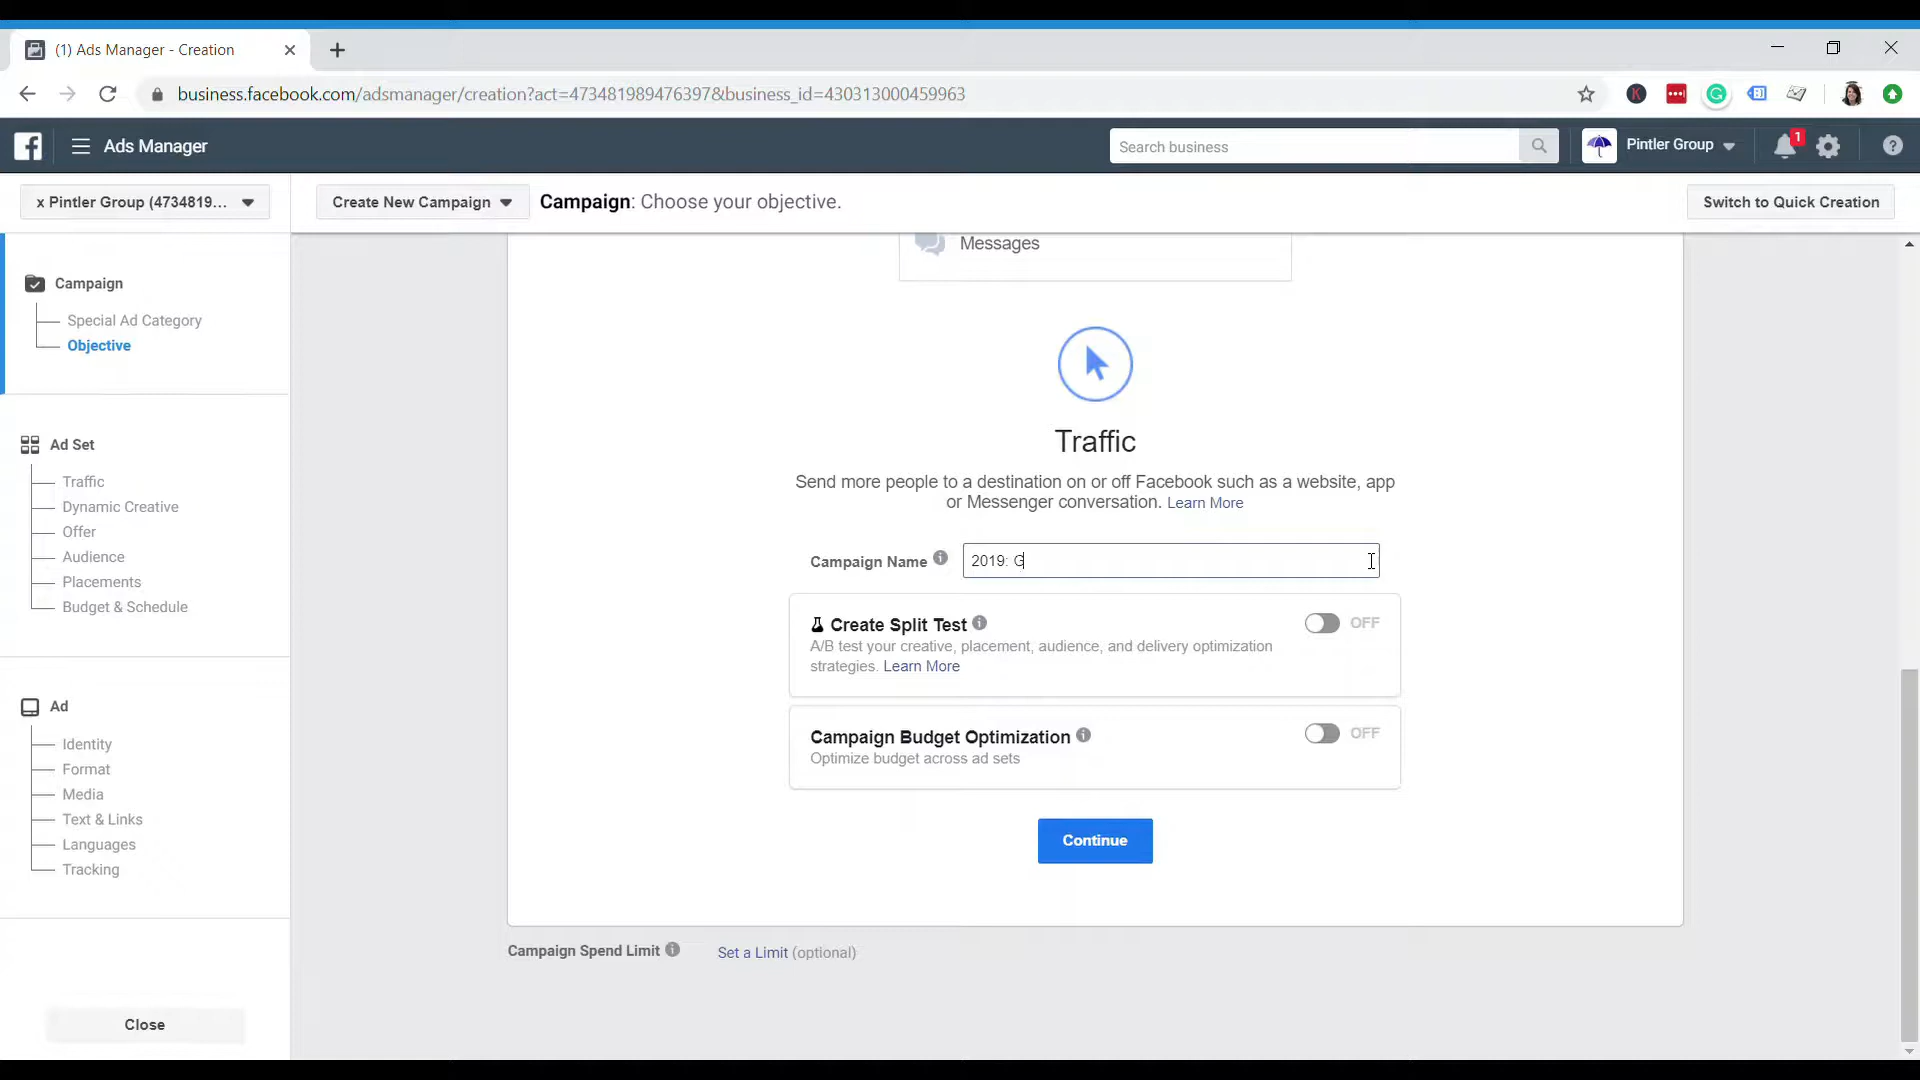 (1) Ads Manager - Creation
business.facebook.com/adsmanager/creation?act=473481989476397&business_id=430313000459963
Ads Manager
Search business
Pintler Group
1
x Pintler Group (4734819...
Create New Campaign
Campaign: Choose your objective.
Switch to Quick Creation
Campaign
Special Ad Category
Objective
Ad Set
Traffic
Dynamic Creative
Offer
Audience
Placements
Budget & Schedule
Ad
Identity
Format
Media
Text & Links
Languages
Tracking
Close
Messages
Traffic
Send more people to a destination on or off Facebook such as a website, app
or Messenger conversation. Learn More
Campaign Name
2019: G
Create Split Test
OFF
A/B test your creative, placement, audience, and delivery optimization
strategies. Learn More
Campaign Budget Optimization
OFF
Optimize budget across ad sets
Continue
Campaign Spend Limit
Set a Limit (optional)